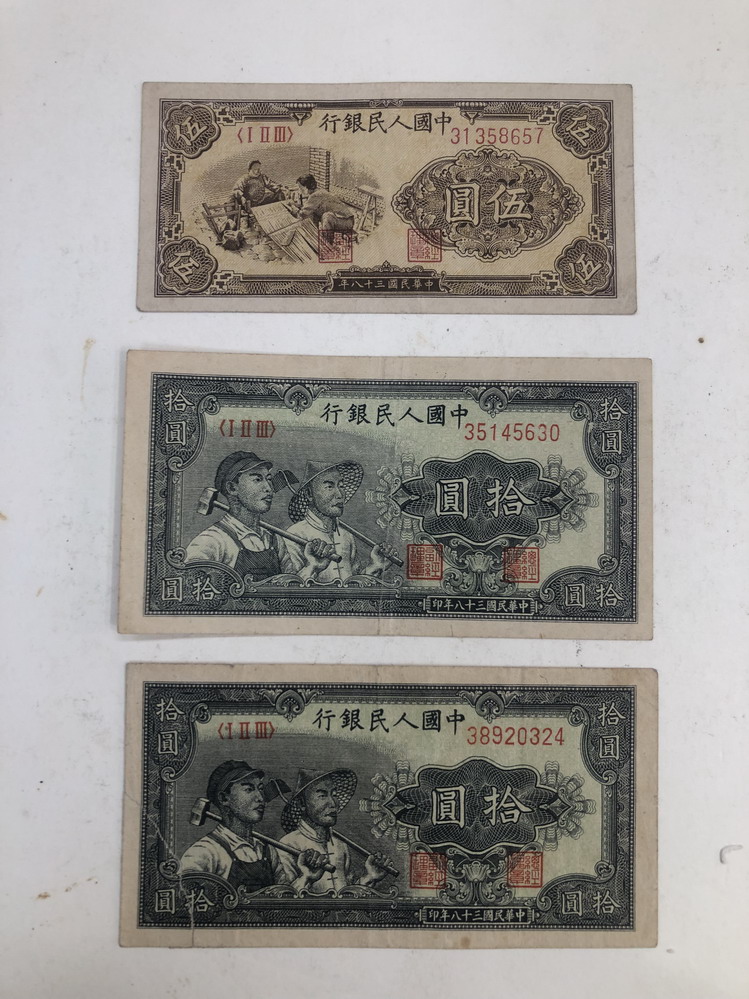 伍
伍
中國人民銀行
〈I II III〉
31358657
伍圓
伍
伍
中華民國三十八年
拾圓
拾圓
中國人民銀行
〈I II III〉
35145630
拾圓
拾圓
拾圓
中華民國三十八年印
拾圓
拾圓
中國人民銀行
〈I II III〉
38920324
拾圓
拾圓
拾圓
中華民國三十八年印